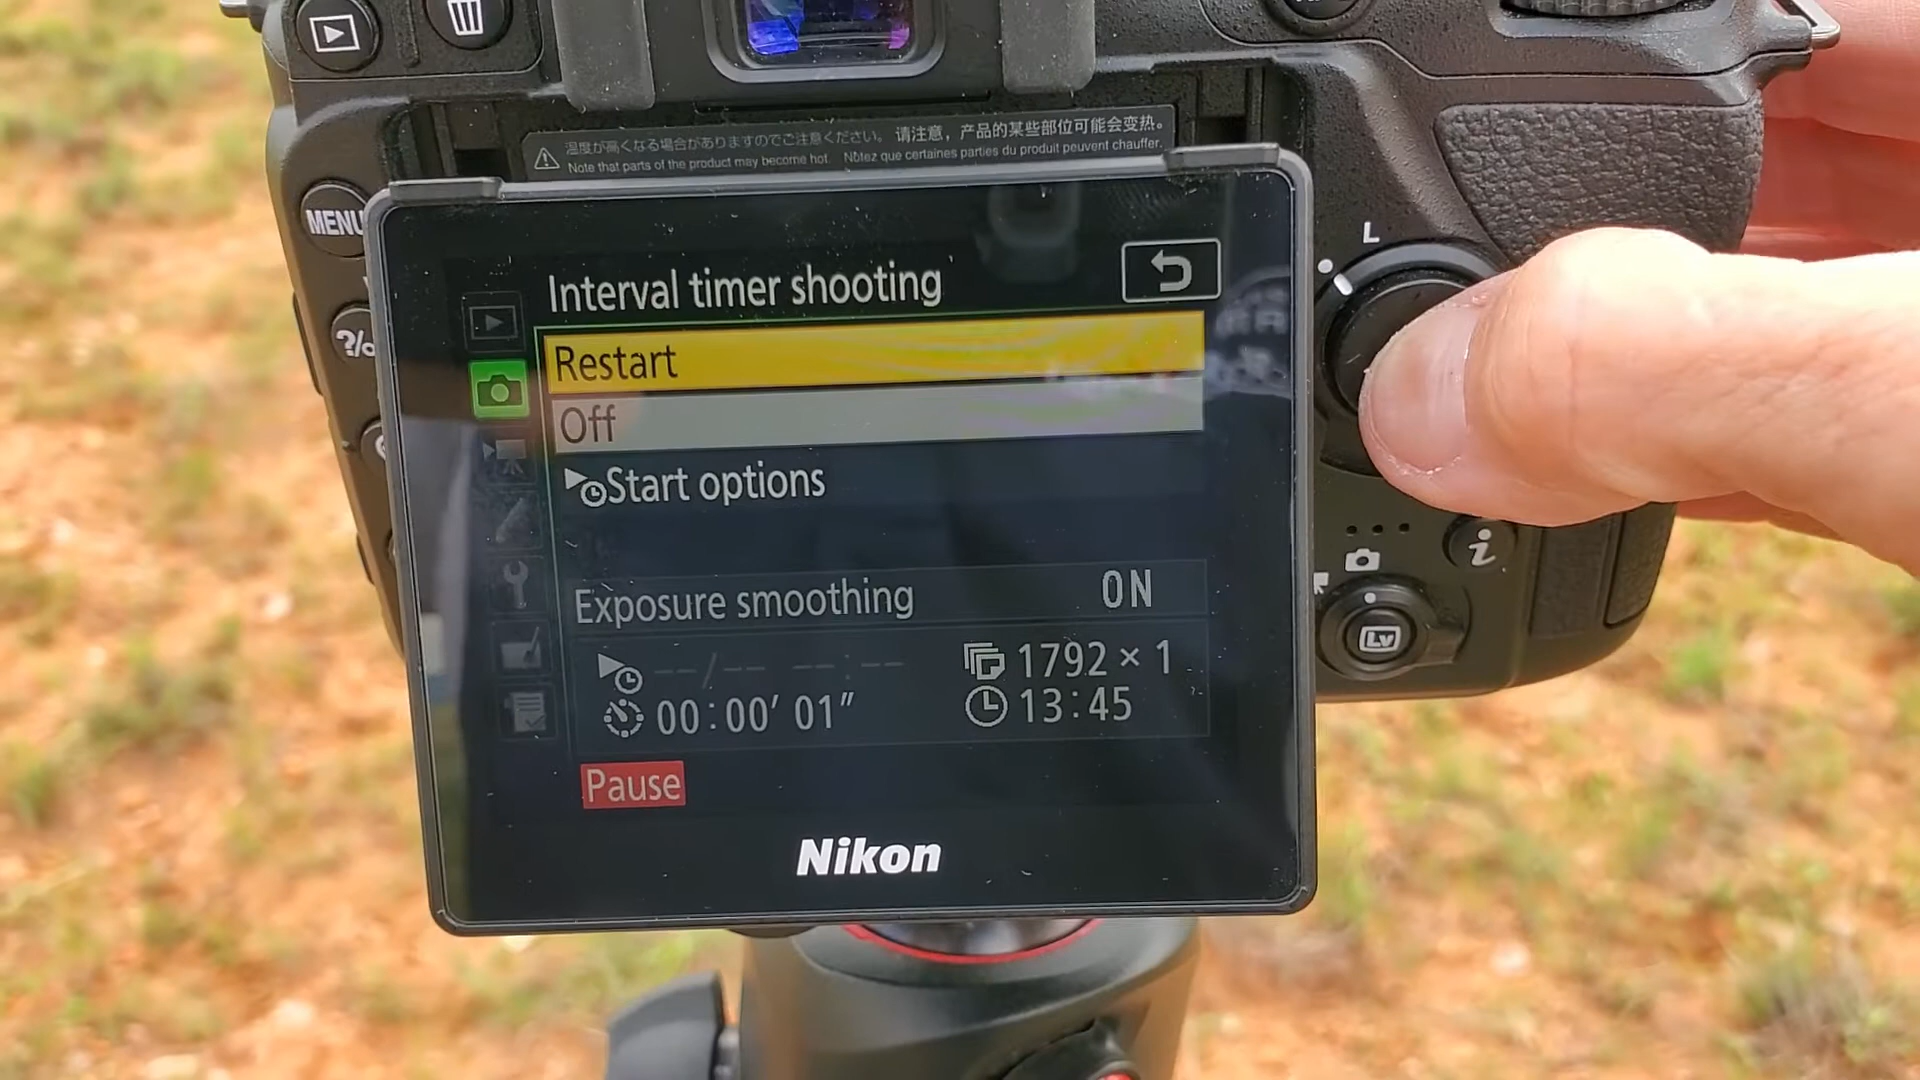 温度が高くなる場合がありますのでご注意ください。 请注意，产品的某些部位可能会变热。
Note that parts of the product may become hot. Notez que certaines parties du produit peuvent chauffer.
MENU
L
Interval timer shooting
Restart
Off
Start options
Exposure smoothing ON
--/-- --:-- 1792 × 1
00:00′ 01″ 13:45
Pause
Nikon
i
Lv